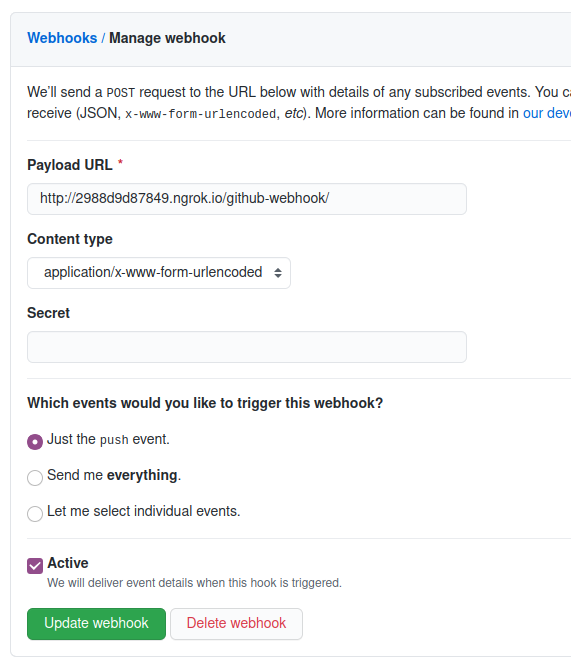 Webhooks / Manage webhook
We'll send a POST request to the URL below with details of any subscribed events. You
receive (JSON, x-www-form-urlencoded, etc). More information can be found in our
Payload URL *
http://2988d9d87849.ngrok.io/github-webhook/
Content type
application/x-www-form-urlencoded
Secret
Which events would you like to trigger this webhook?
Just the push event.
Send me everything.
Let me select individual events.
Active
We will deliver event details when this hook is triggered.
Update webhook Delete webhook